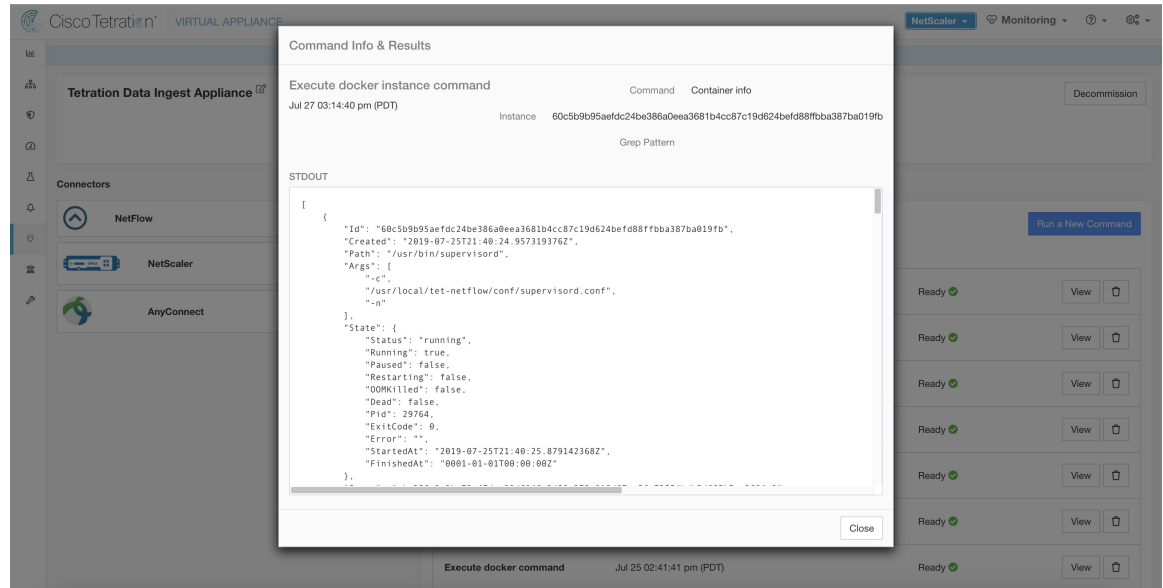 Cisco Tetration™ VIRTUAL APPLIANCE
NetScaler
Monitoring
Tetration Data Ingest Appliance
Decommission
Connectors
NetFlow
NetScaler
AnyConnect
Command Info & Results
Execute docker instance command
Jul 27 03:14:40 pm (PDT)
Command Container info
Instance 60c5b9b95aefdc24be386a0eea3681b4cc87c19d624befd88ffbba387ba019fb
Grep Pattern
STDOUT
[
{
"Id": "60c5b9b95aefdc24be386a0eea3681b4cc87c19d624befd88ffbba387ba019fb",
"Created": "2019-07-25T21:40:24.957319376Z",
"Path": "/usr/bin/supervisord",
"Args": [
"-c",
"/usr/local/tet-netflow/conf/supervisord.conf",
"-n"
],
"State": {
"Status": "running",
"Running": true,
"Paused": false,
"Restarting": false,
"OOMKilled": false,
"Dead": false,
"Pid": 29764,
"ExitCode": 0,
"Error": "",
"StartedAt": "2019-07-25T21:40:25.879142368Z",
"FinishedAt": "0001-01-01T00:00:00Z"
},
Close
Run a New Command
Ready View
Ready View
Ready View
Ready View
Ready View
Ready View
Execute docker command Jul 25 02:41:41 pm (PDT) Ready View